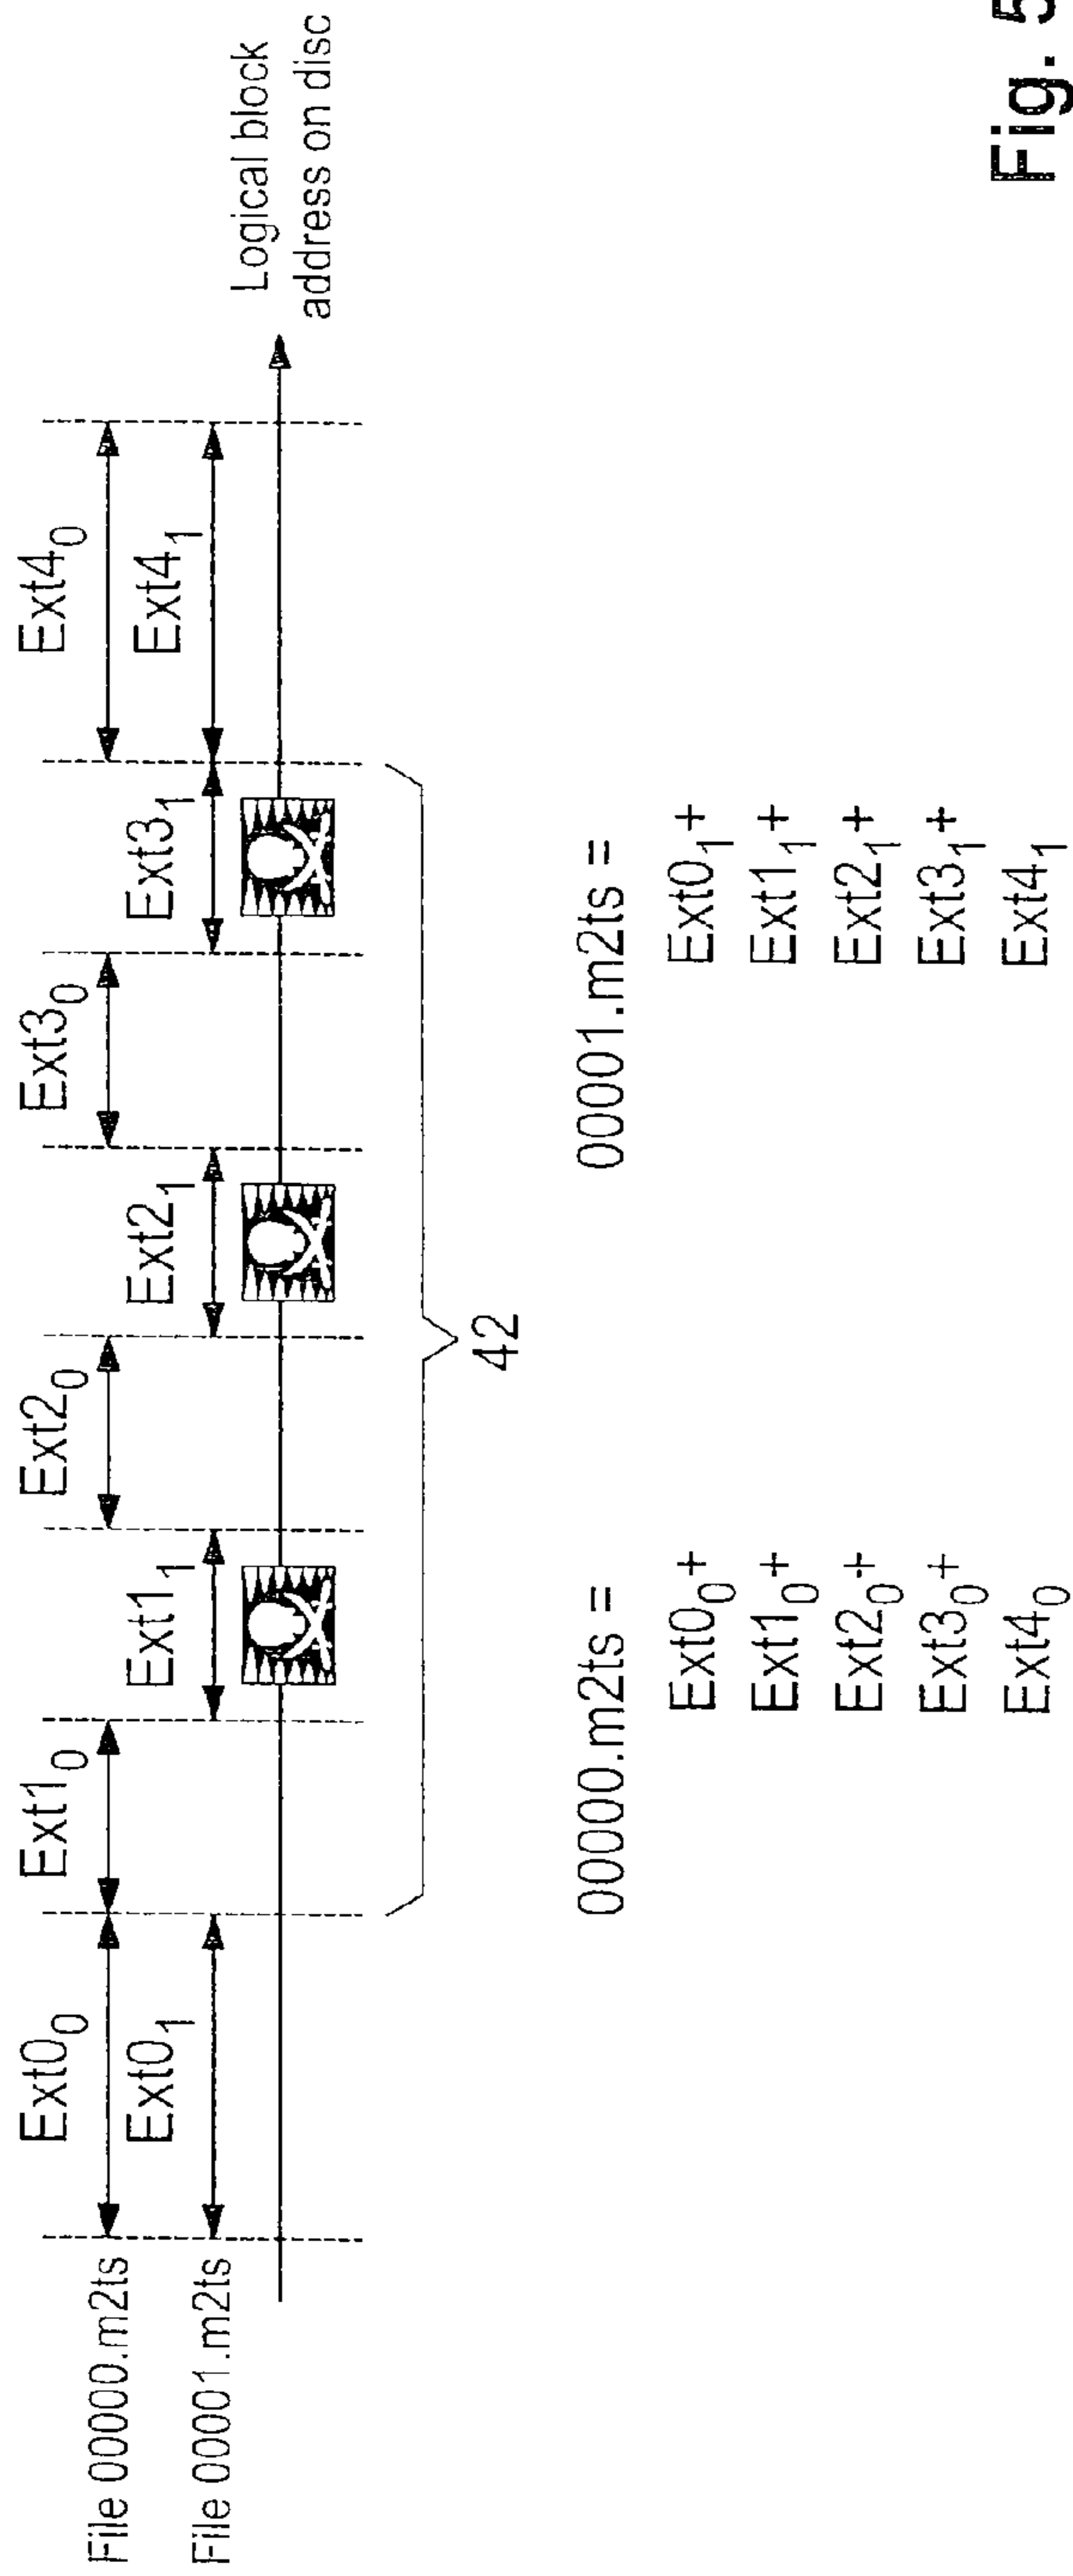 File 00000.m2ts
File 00001.m2ts
Ext0₀
Ext0₁
Ext1₀
Ext1₁
Ext2₀
Ext2₁
Ext3₀
Ext3₁
Ext4₀
Ext4₁
Logical block
address on disc
42
00000.m2ts =
Ext0₀+
Ext1₀+
Ext2₀+
Ext3₀+
Ext4₀
00001.m2ts =
Ext0₁+
Ext1₁+
Ext2₁+
Ext3₁+
Ext4₁
Fig. 5